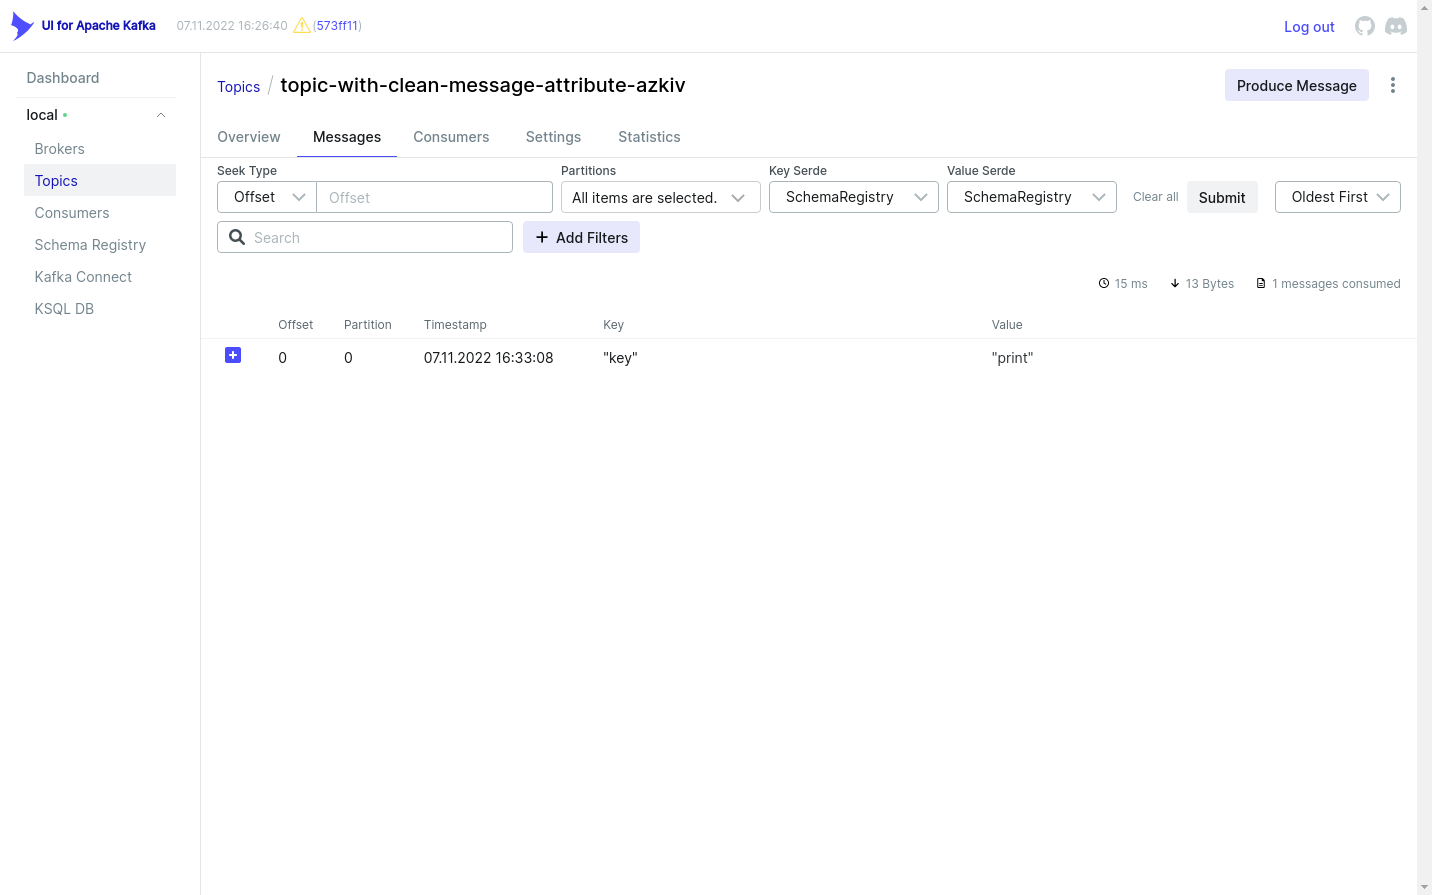 UI for Apache Kafka 07.11.2022 16:26:40 (573ff11) Log out
Dashboard
local
Brokers
Topics
Consumers
Schema Registry
Kafka Connect
KSQL DB
Topics / topic-with-clean-message-attribute-azkiv Produce Message
Overview Messages Consumers Settings Statistics
Seek Type Partitions Key Serde Value Serde
Offset Offset All items are selected. SchemaRegistry SchemaRegistry Clear all Submit Oldest First
Search Add Filters
15 ms 13 Bytes 1 messages consumed
Offset Partition Timestamp Key Value
0 0 07.11.2022 16:33:08 "key" "print"